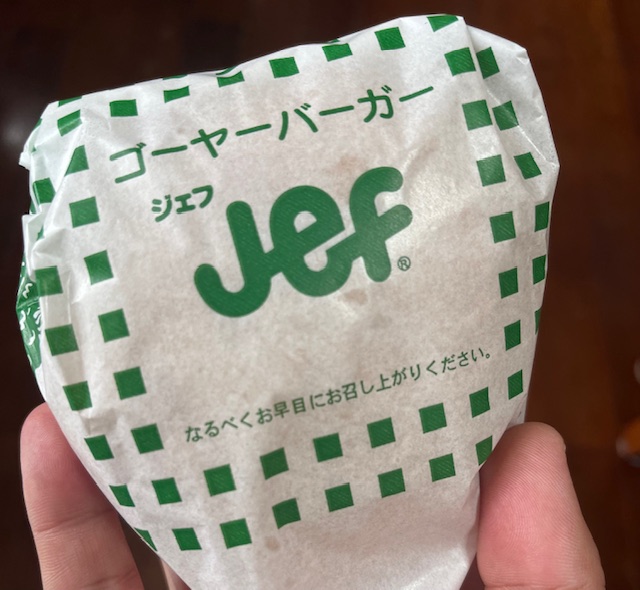 ゴーヤーバーガー
ジェフ
Jef®
なるべくお早目にお召し上がりください。